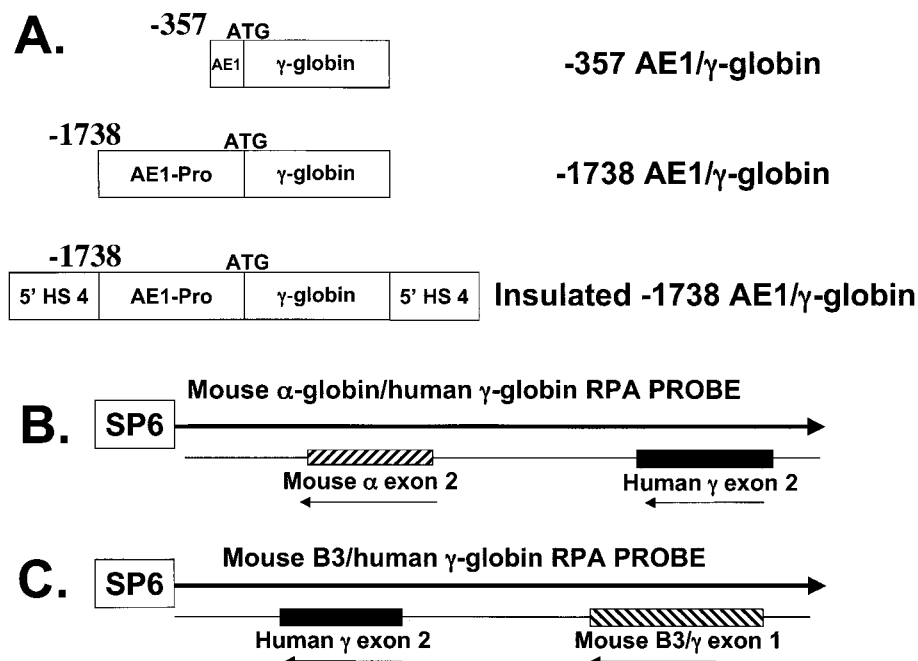 A.
-357 ATG
AE1 γ-globin
-357 AE1/γ-globin
-1738 ATG
AE1-Pro γ-globin
-1738 AE1/γ-globin
-1738 ATG
5' HS 4 AE1-Pro γ-globin 5' HS 4
Insulated -1738 AE1/γ-globin
B.
Mouse α-globin/human γ-globin RPA PROBE
SP6
Mouse α exon 2 Human γ exon 2
C.
Mouse B3/human γ-globin RPA PROBE
SP6
Human γ exon 2 Mouse B3/γ exon 1